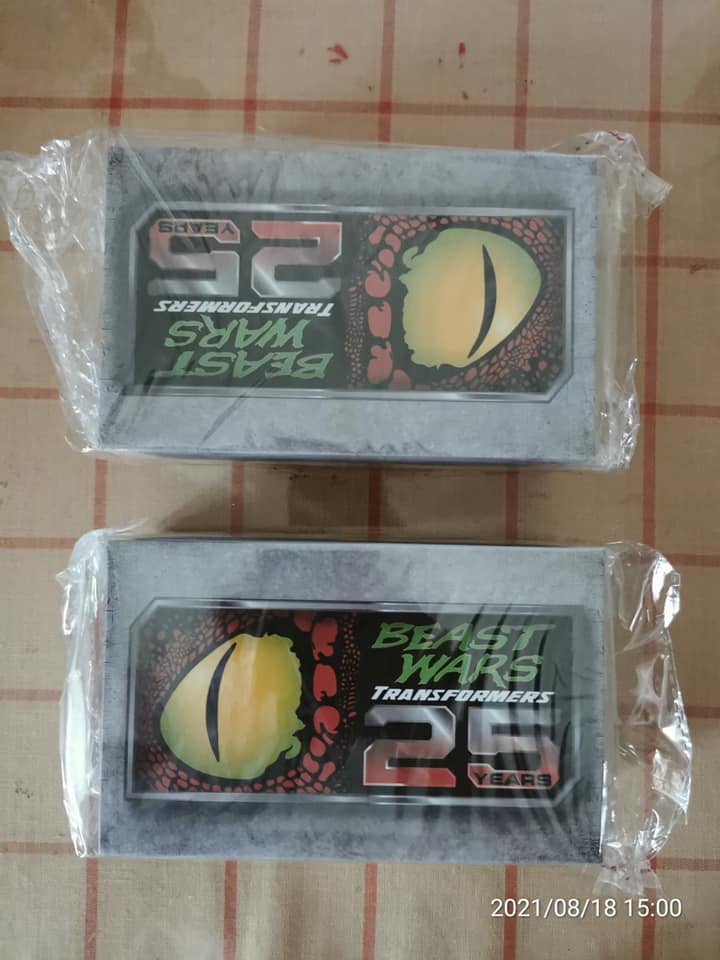 BEAST
WARS
TRANSFORMERS
25
YEARS
BEAST
WARS
TRANSFORMERS
25
YEARS
2021/08/18 15:00